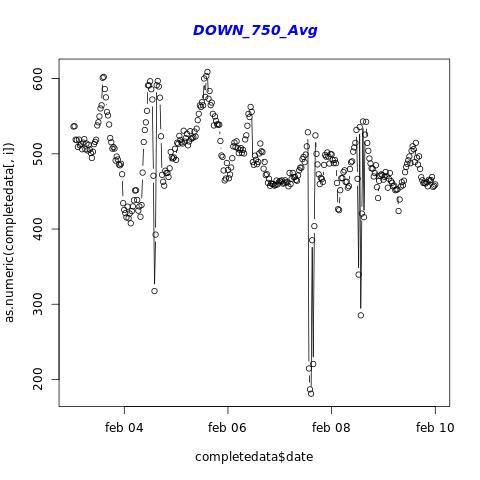 DOWN_750_Avg
as.numeric(completedata[, i])
600
500
400
300
200
feb 04
feb 06
feb 08
feb 10
completedata$date